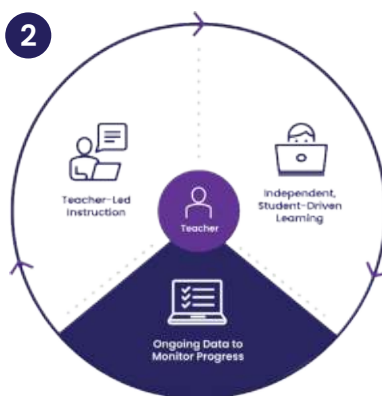 2
Teacher-Led
Instruction
Independent,
Student-Driven
Learning
Teacher
Ongoing Data to
Monitor Progress